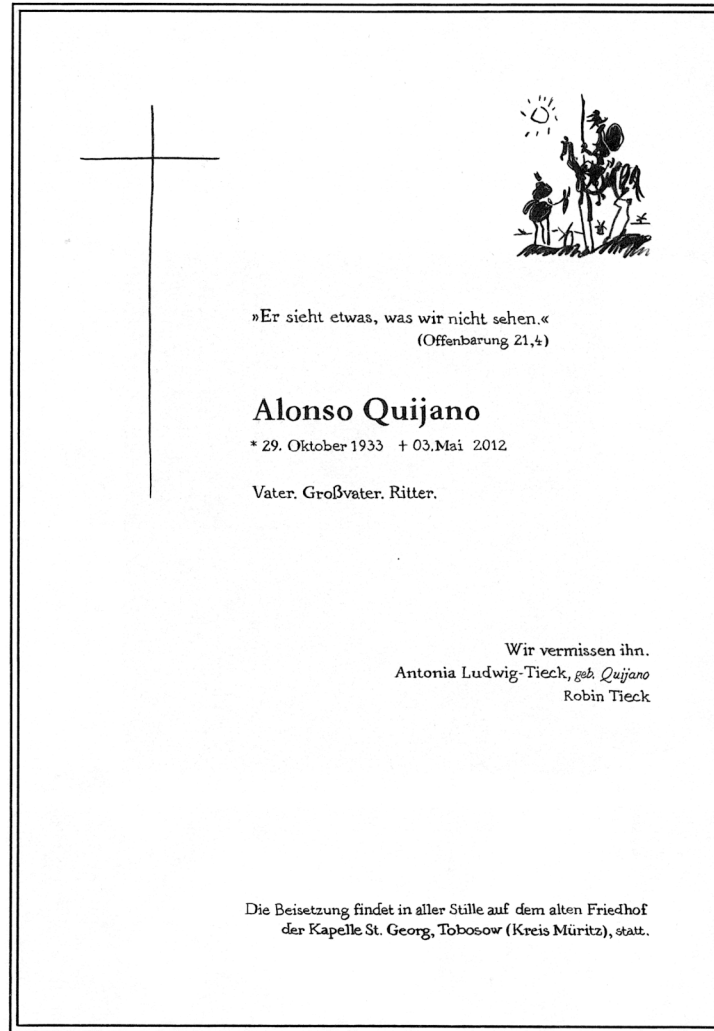 »Er sieht etwas, was wir nicht sehen.«
(Offenbarung 21,4)
Alonso Quijano
* 29. Oktober 1933 + 03.Mai 2012
Vater. Großvater. Ritter.
Wir vermissen ihn.
Antonia Ludwig-Tieck, geb. Quijano
Robin Tieck
Die Beisetzung findet in aller Stille auf dem alten Friedhof
der Kapelle St. Georg, Tobosow (Kreis Müritz), statt.